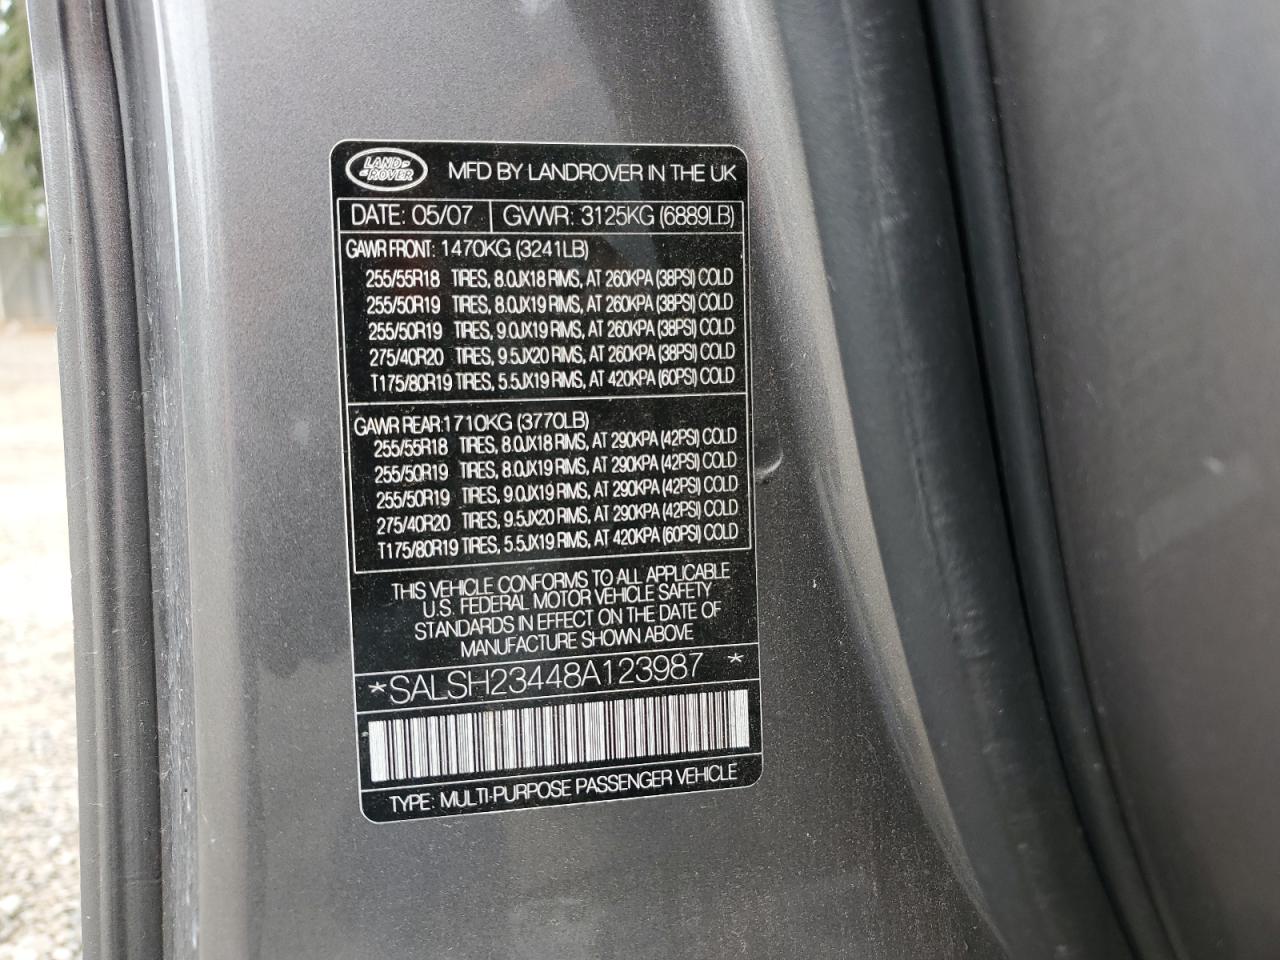 LAND ROVER MFD BY LANDROVER IN THE UK
DATE: 05/07 GVWR: 3125KG (6889LB)
GAWR FRONT: 1470KG (3241LB)
255/55R18 TIRES, 8.0JX18 RIMS, AT 260KPA (38PSI) COLD
255/50R19 TIRES, 8.0JX19 RIMS, AT 260KPA (38PSI) COLD
255/50R19 TIRES, 9.0JX19 RIMS, AT 260KPA (38PSI) COLD
275/40R20 TIRES, 9.5JX20 RIMS, AT 260KPA (38PSI) COLD
T175/80R19 TIRES, 5.5JX19 RIMS, AT 420KPA (60PSI) COLD
GAWR REAR:1710KG (3770LB)
255/55R18 TIRES, 8.0JX18 RIMS, AT 290KPA (42PSI) COLD
255/50R19 TIRES, 8.0JX19 RIMS, AT 290KPA (42PSI) COLD
255/50R19 TIRES, 9.0JX19 RIMS, AT 290KPA (42PSI) COLD
275/40R20 TIRES, 9.5JX20 RIMS, AT 290KPA (42PSI) COLD
T175/80R19 TIRES, 5.5JX19 RIMS, AT 420KPA (60PSI) COLD
THIS VEHICLE CONFORMS TO ALL APPLICABLE
U.S. FEDERAL MOTOR VEHICLE SAFETY
STANDARDS IN EFFECT ON THE DATE OF
MANUFACTURE SHOWN ABOVE
*SALSH23448A123987 *
TYPE: MULTI-PURPOSE PASSENGER VEHICLE